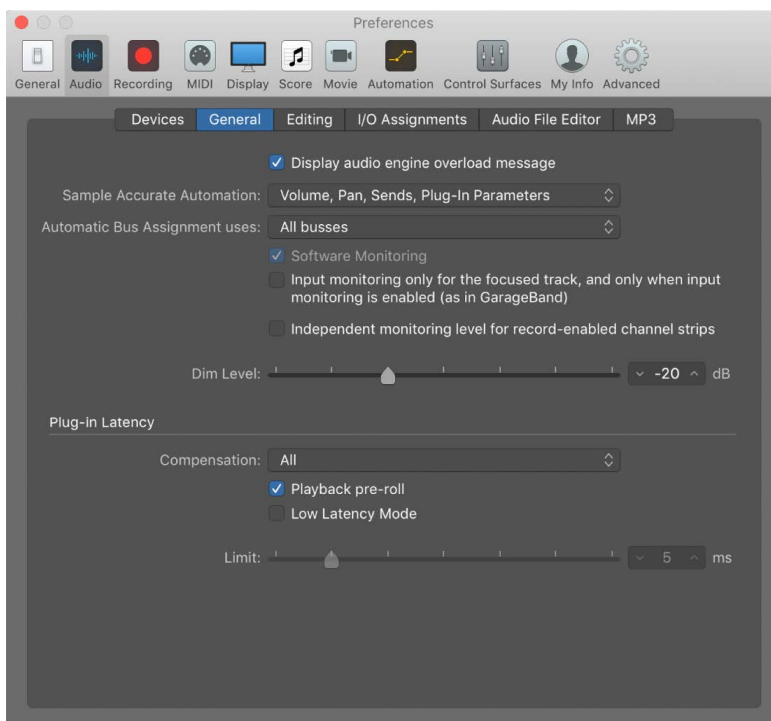 Preferences
General Audio Recording MIDI Display Score Movie Automation Control Surfaces My Info Advanced
Devices General Editing I/O Assignments Audio File Editor MP3
Display audio engine overload message
Sample Accurate Automation: Volume, Pan, Sends, Plug-In Parameters
Automatic Bus Assignment uses: All busses
Software Monitoring
Input monitoring only for the focused track, and only when input
monitoring is enabled (as in GarageBand)
Independent monitoring level for record-enabled channel strips
Dim Level: -20 dB
Plug-in Latency
Compensation: All
Playback pre-roll
Low Latency Mode
Limit: 5 ms